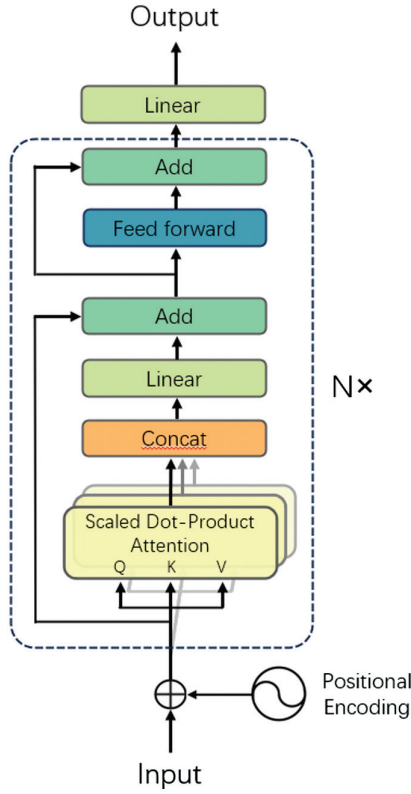 Output
Linear
Add
Feed forward
Add
Linear
N×
Concat
Scaled Dot-Product
Attention
Q K V
Positional
Encoding
Input